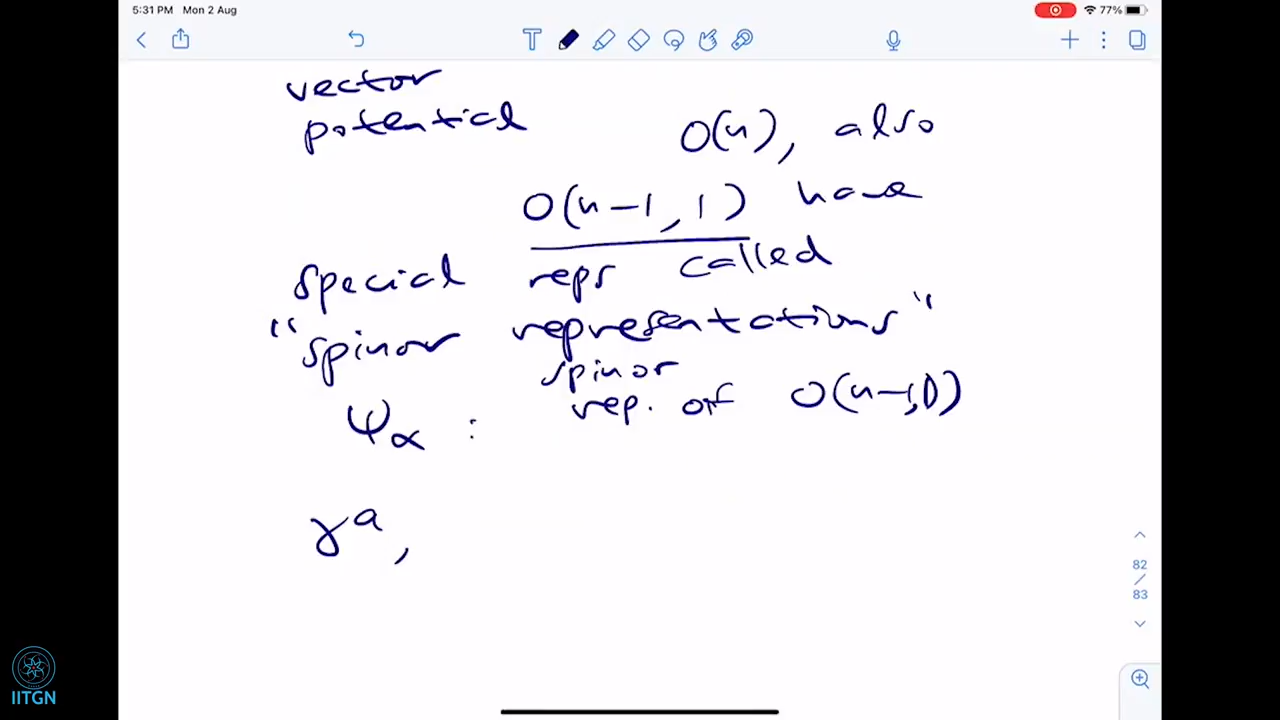 5:31 PM Mon 2 Aug
77%
vector
potential
O(n), also
O(n-1, 1) have
special reps called
"spinor representations"
spinor
ψα : rep. of O(n-1,1)
γᵃ,
82
/
83
IITGN